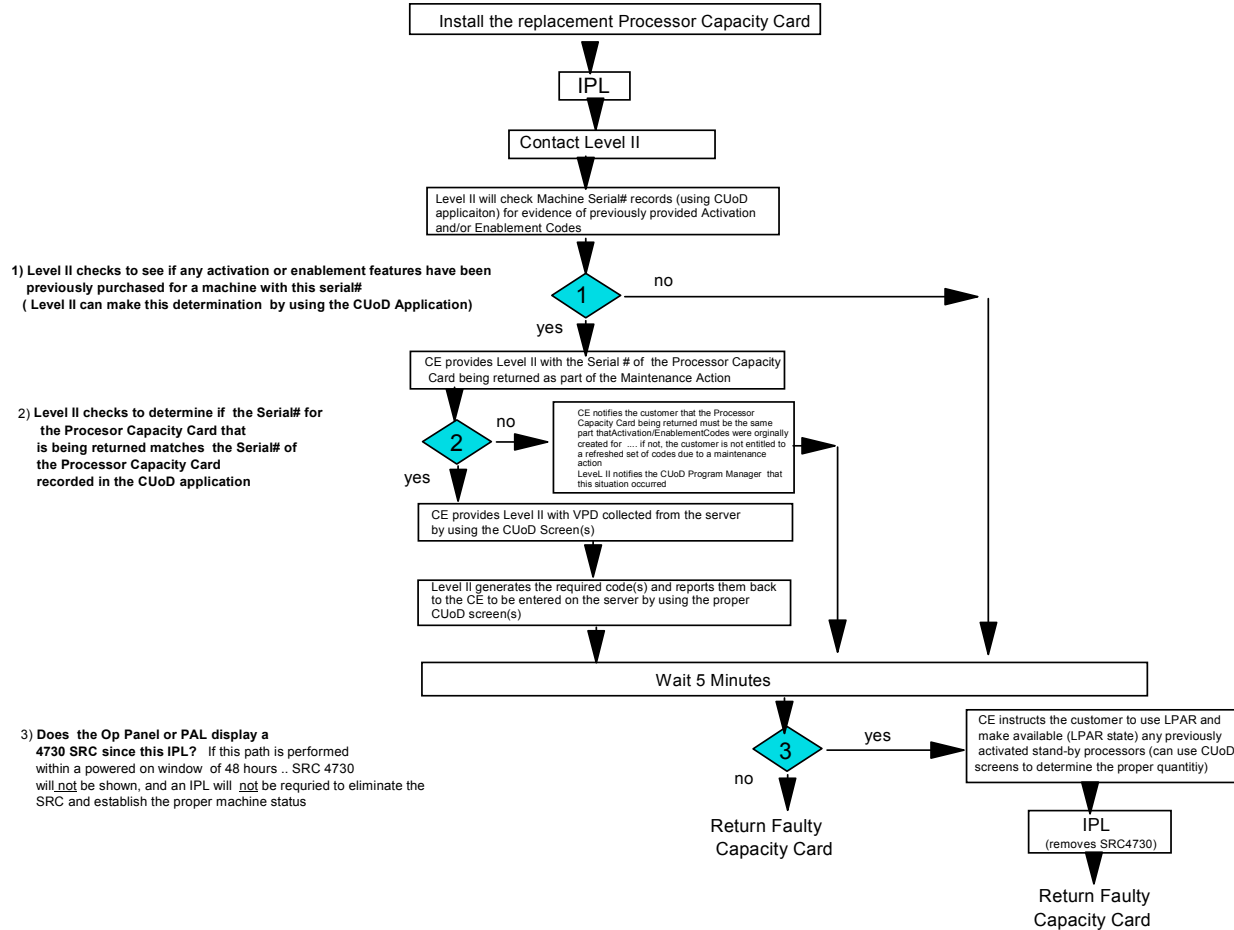 Install the replacement Processor Capacity Card
IPL
Contact Level II
Level II will check Machine Serial# records (using CUoD
applicaiton) for evidence of previously provided Activation
and/or Enablement Codes
1) Level II checks to see if any activation or enablement features have been
previously purchased for a machine with this serial#
( Level II can make this determination by using the CUoD Application)
1
no
yes
CE provides Level II with the Serial # of the Processor Capacity
Card being returned as part of the Maintenance Action
2) Level II checks to determine if the Serial# for
the Procesor Capacity Card that
is being returned matches the Serial# of
the Processor Capacity Card
recorded in the CUoD application
2
no
yes
CE notifies the customer that the Processor
Capacity Card being returned must be the same
part thatActivation/EnablementCodes were orginally
created for .... if not, the customer is not entitled to
a refreshed set of codes due to a maintenance
action
LeveL II notifies the CUoD Program Manager that
this situation occurred
CE provides Level II with VPD collected from the server
by using the CUoD Screen(s)
Level II generates the required code(s) and reports them back
to the CE to be entered on the server by using the proper
CUoD screen(s)
Wait 5 Minutes
3) Does the Op Panel or PAL display a
4730 SRC since this IPL? If this path is performed
within a powered on window of 48 hours .. SRC 4730
will not be shown, and an IPL will not be requried to eliminate the
SRC and establish the proper machine status
3
yes
no
CE instructs the customer to use LPAR and
make available (LPAR state) any previously
activated stand-by processors (can use CUoD
screens to determine the proper quantitiy)
Return Faulty
Capacity Card
IPL
(removes SRC4730)
Return Faulty
Capacity Card